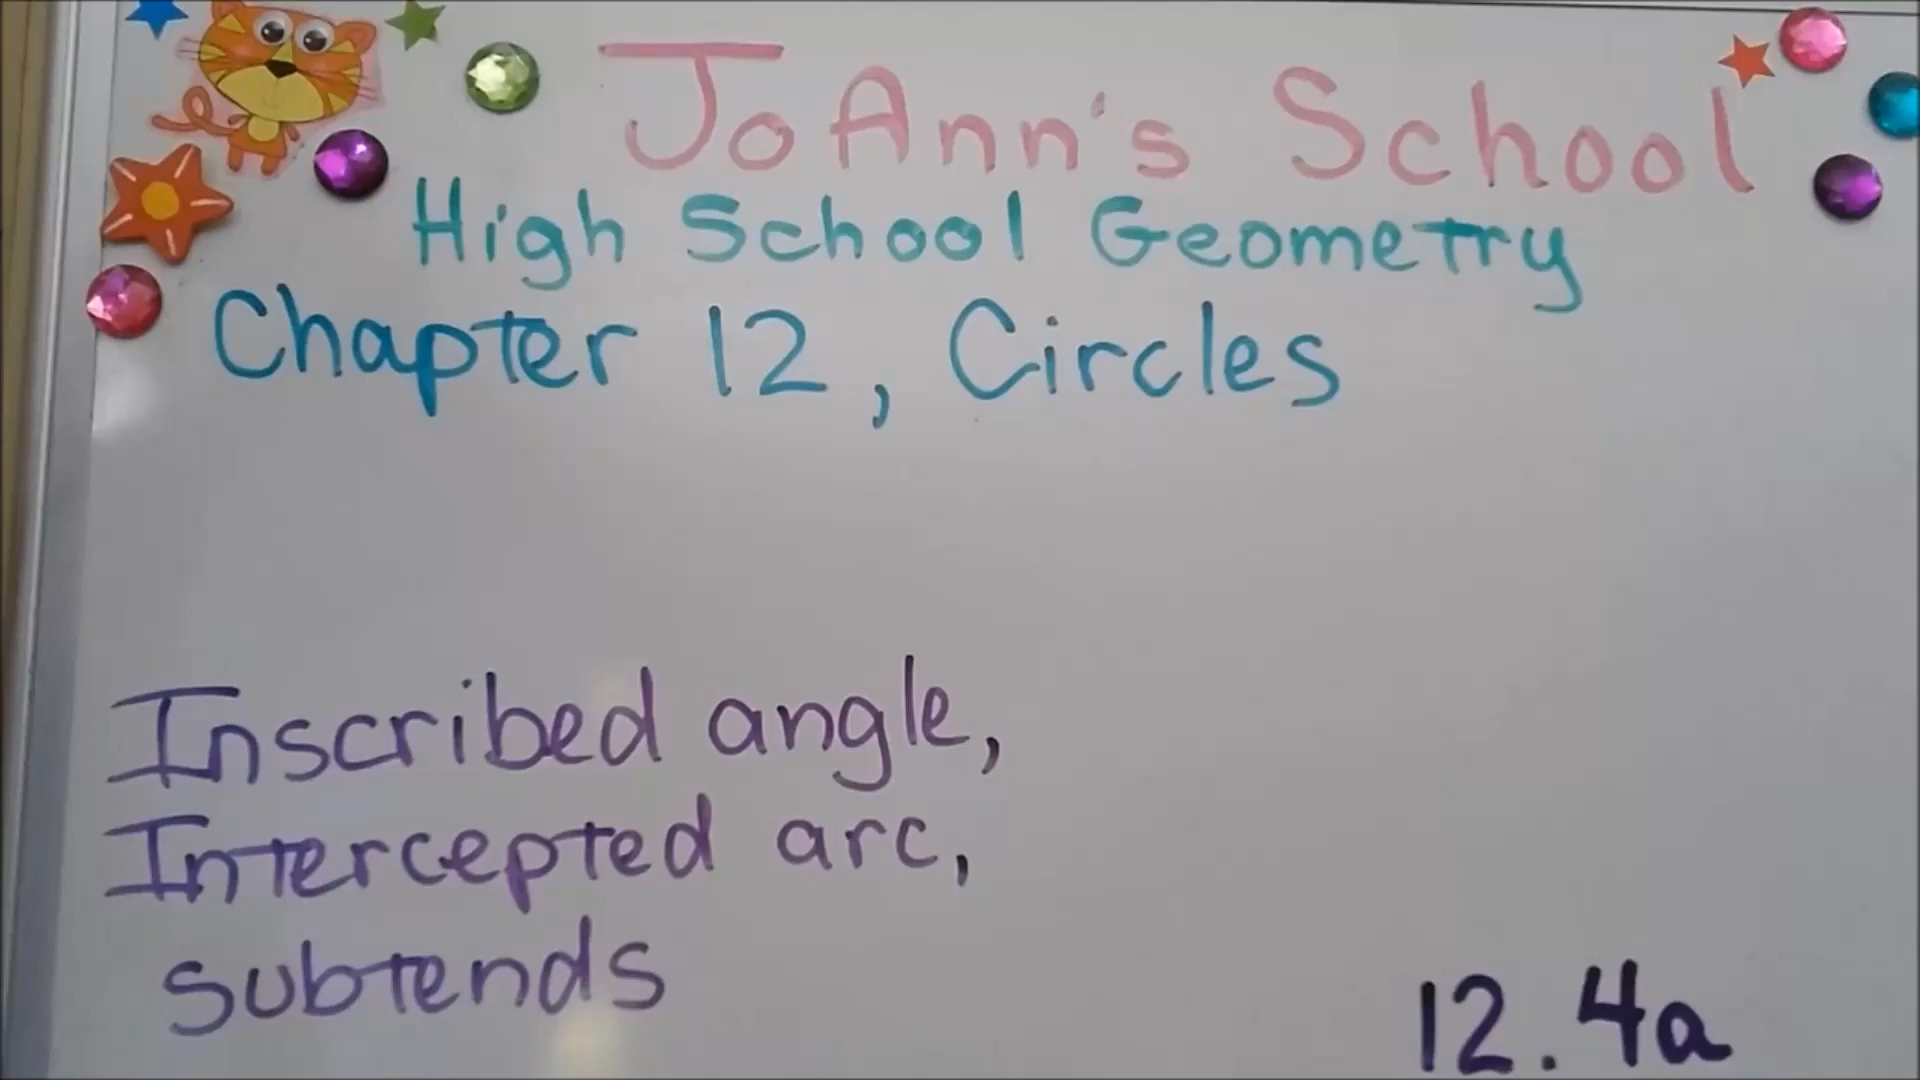 JoAnn's School
High School Geometry
Chapter 12, Circles
Inscribed angle,
Intercepted arc,
subtends
12.4a